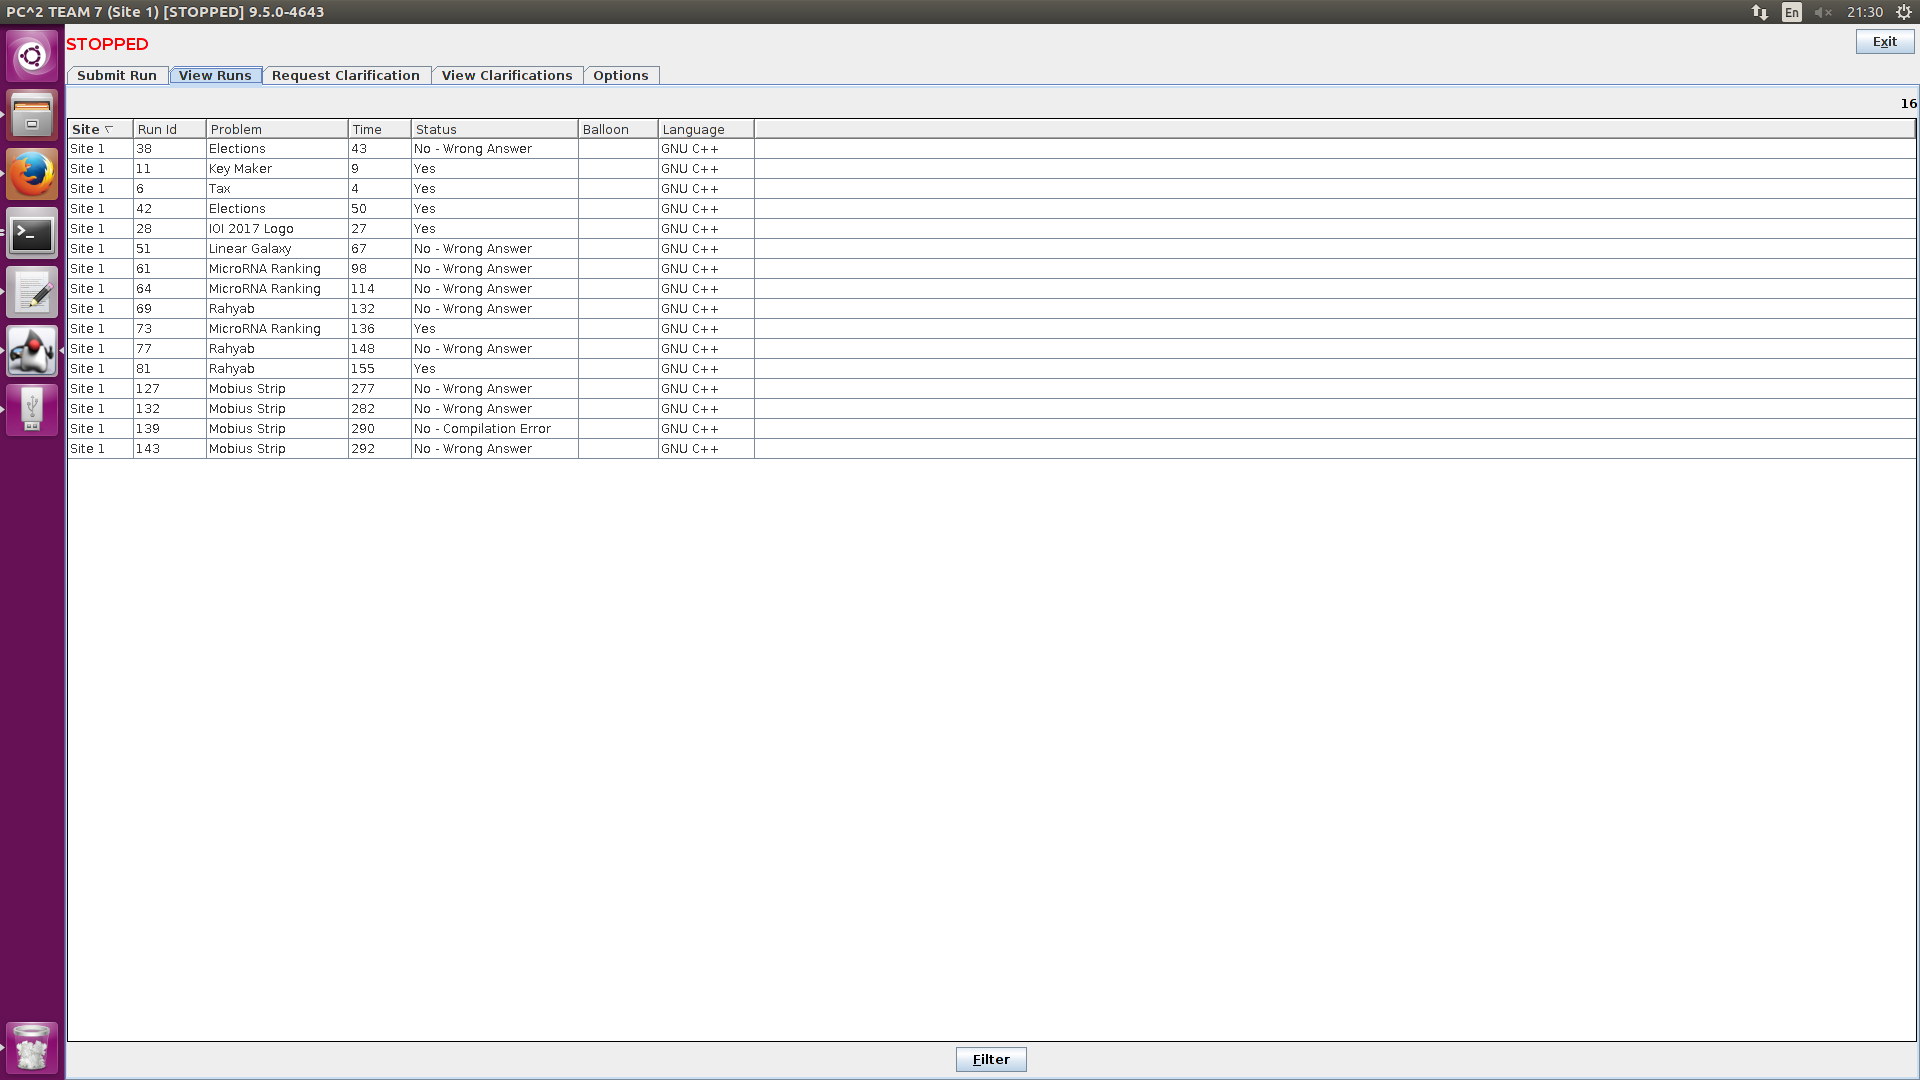 PC^2 TEAM 7 (Site 1) [STOPPED] 9.5.0-4643 En 21:30
STOPPED Exit
Submit Run View Runs Request Clarification View Clarifications Options
16
Site Run Id Problem Time Status Balloon Language
Site 1 38 Elections 43 No - Wrong Answer GNU C++
Site 1 11 Key Maker 9 Yes GNU C++
Site 1 6 Tax 4 Yes GNU C++
Site 1 42 Elections 50 Yes GNU C++
Site 1 28 IOI 2017 Logo 27 Yes GNU C++
Site 1 51 Linear Galaxy 67 No - Wrong Answer GNU C++
Site 1 61 MicroRNA Ranking 98 No - Wrong Answer GNU C++
Site 1 64 MicroRNA Ranking 114 No - Wrong Answer GNU C++
Site 1 69 Rahyab 132 No - Wrong Answer GNU C++
Site 1 73 MicroRNA Ranking 136 Yes GNU C++
Site 1 77 Rahyab 148 No - Wrong Answer GNU C++
Site 1 81 Rahyab 155 Yes GNU C++
Site 1 127 Mobius Strip 277 No - Wrong Answer GNU C++
Site 1 132 Mobius Strip 282 No - Wrong Answer GNU C++
Site 1 139 Mobius Strip 290 No - Compilation Error GNU C++
Site 1 143 Mobius Strip 292 No - Wrong Answer GNU C++
Filter